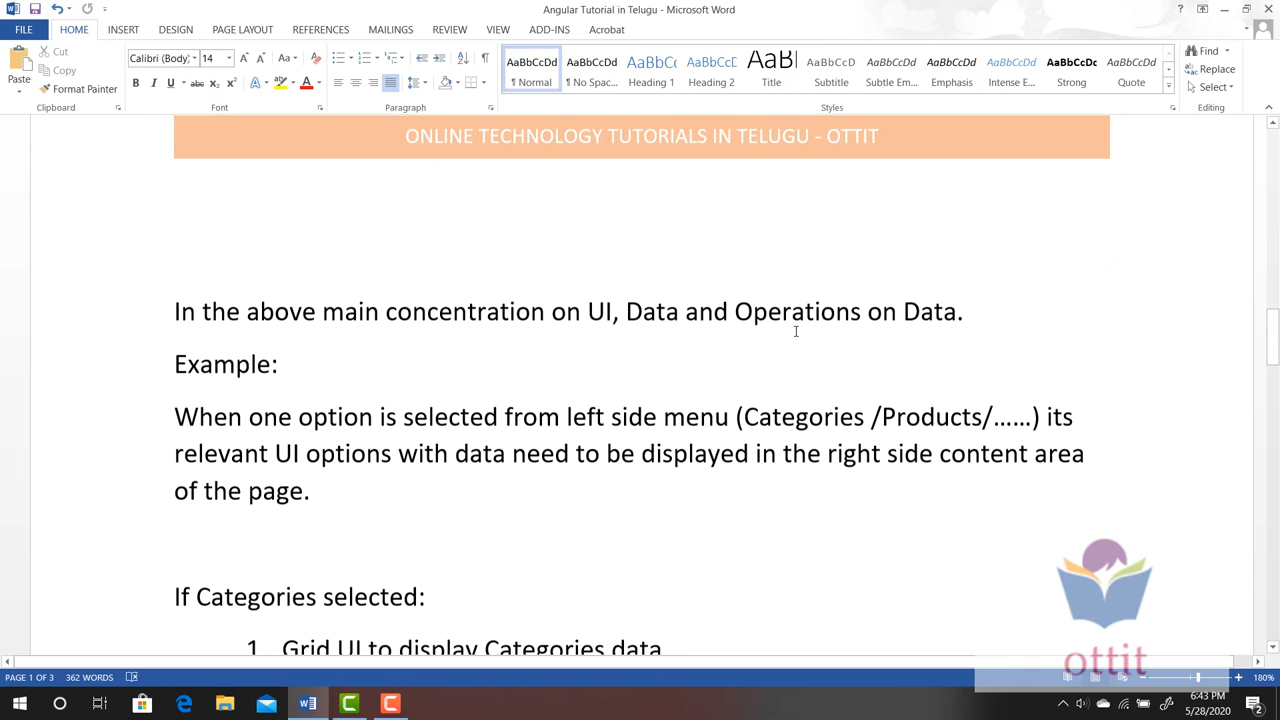 Angular Tutorial in Telugu - Microsoft Word
FILE HOME INSERT DESIGN PAGE LAYOUT REFERENCES MAILINGS REVIEW VIEW ADD-INS Acrobat
Paste
Cut
Copy
Format Painter
Calibri (Body) 14
AaBbCcDd AaBbCcDd AaBbCc AaBbCcD AaBl AaBbCcD AaBbCcDd AaBbCcDd AaBbCcDd AaBbCcDc AaBbCcDd
¶ Normal ¶ No Spac... Heading 1 Heading 2 Title Subtitle Subtle Em... Emphasis Intense E... Strong Quote
Find
Replace
Select
Clipboard Font Paragraph Styles Editing
ONLINE TECHNOLOGY TUTORIALS IN TELUGU - OTTIT
In the above main concentration on UI, Data and Operations on Data.
Example:
When one option is selected from left side menu (Categories /Products/......) its
relevant UI options with data need to be displayed in the right side content area
of the page.
If Categories selected:
1. Grid UI to display Categories data
ottit
PAGE 1 OF 3 362 WORDS 180%
6:43 PM
5/28/2020
2